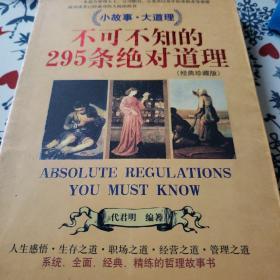 小故事·大道理
不可不知的
295条绝对道理
(经典珍藏版)
ABSOLUTE REGULATIONS
YOU MUST KNOW
代君明 编著
人生感悟·生存之道·职场之道·经营之道·管理之道
系统、全面、经典、精练的哲理故事书